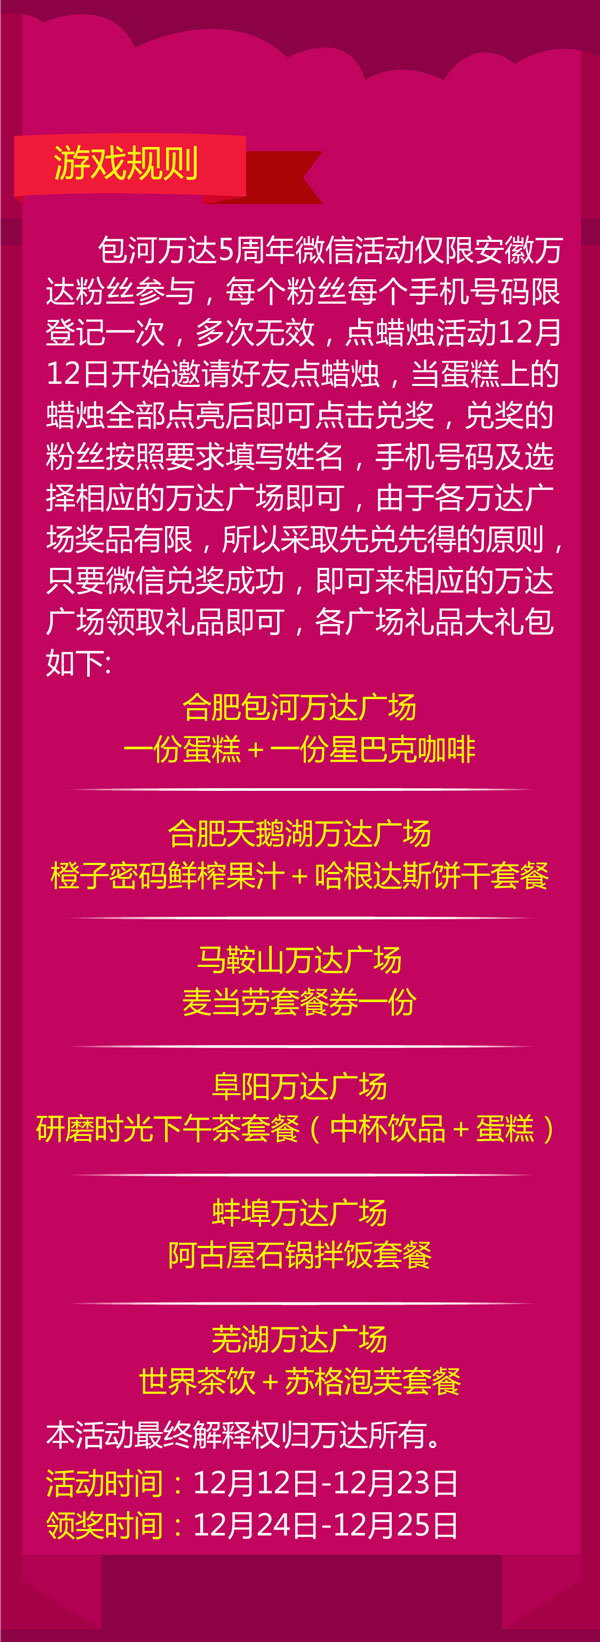 游戏规则
包河万达5周年微信活动仅限安徽万
达粉丝参与，每个粉丝每个手机号码限
登记一次，多次无效，点蜡烛活动12月
12日开始邀请好友点蜡烛，当蛋糕上的
蜡烛全部点亮后即可点击兑奖，兑奖的
粉丝按照要求填写姓名，手机号码及选
择相应的万达广场即可，由于各万达广
场奖品有限，所以采取先兑先得的原则，
只要微信兑奖成功，即可来相应的万达
广场领取礼品即可，各广场礼品大礼包
如下:
合肥包河万达广场
一份蛋糕＋一份星巴克咖啡
合肥天鹅湖万达广场
橙子密码鲜榨果汁＋哈根达斯饼干套餐
马鞍山万达广场
麦当劳套餐券一份
阜阳万达广场
研磨时光下午茶套餐（中杯饮品＋蛋糕）
蚌埠万达广场
阿古屋石锅拌饭套餐
芜湖万达广场
世界茶饮＋苏格泡芙套餐
本活动最终解释权归万达所有。
活动时间：12月12日-12月23日
领奖时间：12月24日-12月25日